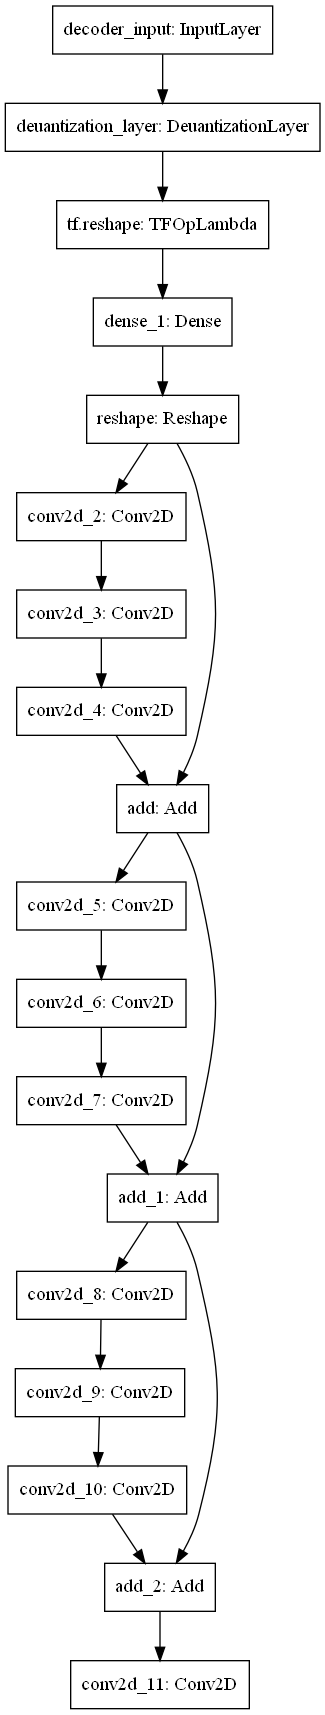 decoder_input: InputLayer
deuantization_layer: DeuantizationLayer
tf.reshape: TFOpLambda
dense_1: Dense
reshape: Reshape
conv2d_2: Conv2D
conv2d_3: Conv2D
conv2d_4: Conv2D
add: Add
conv2d_5: Conv2D
conv2d_6: Conv2D
conv2d_7: Conv2D
add_1: Add
conv2d_8: Conv2D
conv2d_9: Conv2D
conv2d_10: Conv2D
add_2: Add
conv2d_11: Conv2D